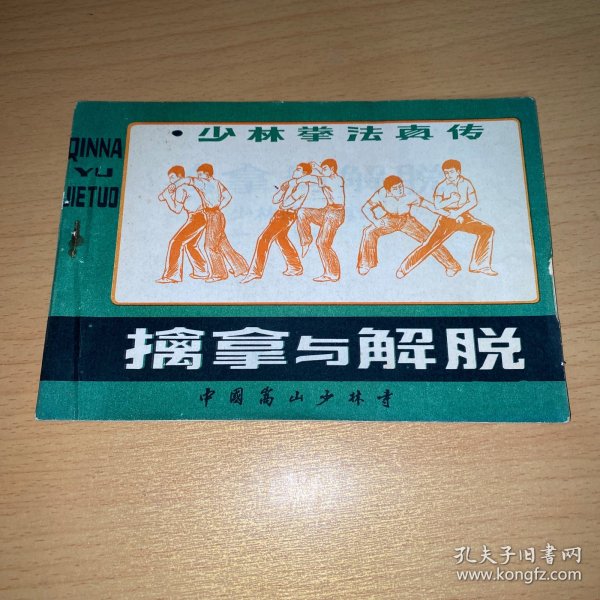 QINNA
YU
JIETUO
·少林拳法真传
擒拿与解脱
中國嵩山少林寺
孔夫子旧书网
www.kongfz.com